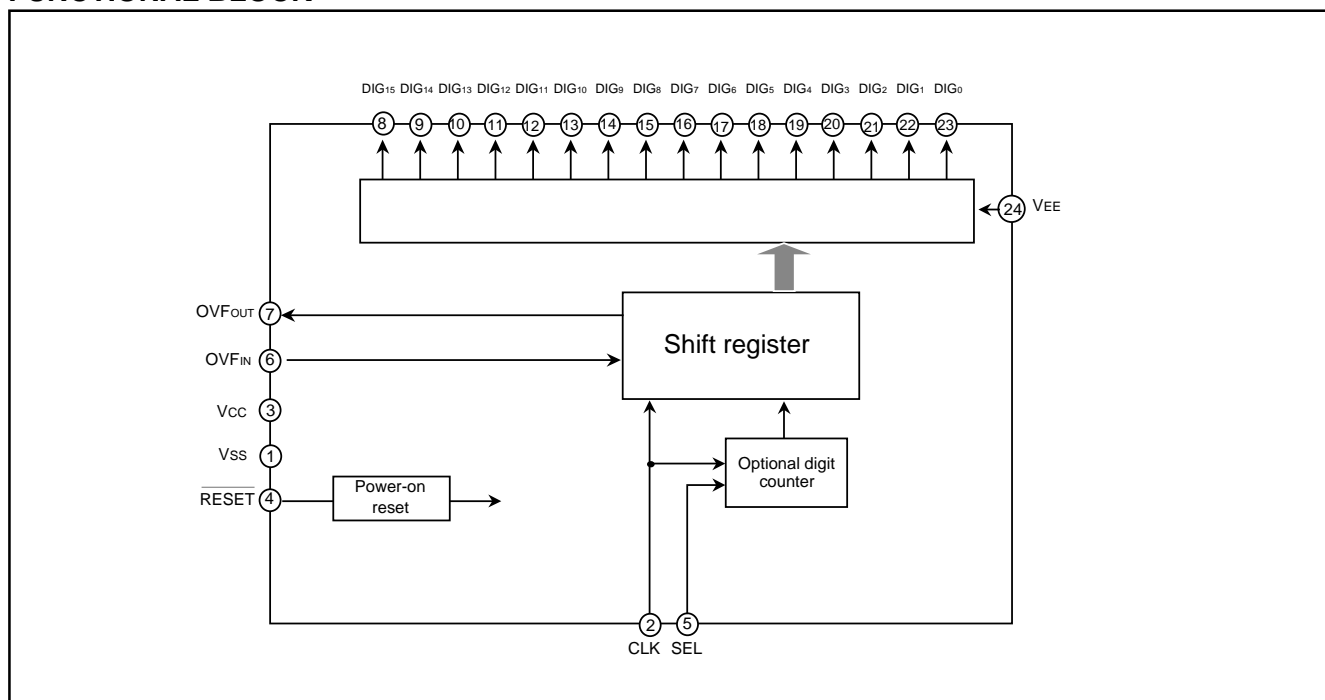 DIG15 DIG14 DIG13 DIG12 DIG11 DIG10 DIG9 DIG8 DIG7 DIG6 DIG5 DIG4 DIG3 DIG2 DIG1 DIG0
8 9 10 11 12 13 14 15 16 17 18 19 20 21 22 23
24 VEE
OVFOUT 7
OVFIN 6
Shift register
VCC 3
VSS 1
RESET 4
Power-on
reset
Optional digit
counter
2 5
CLK SEL